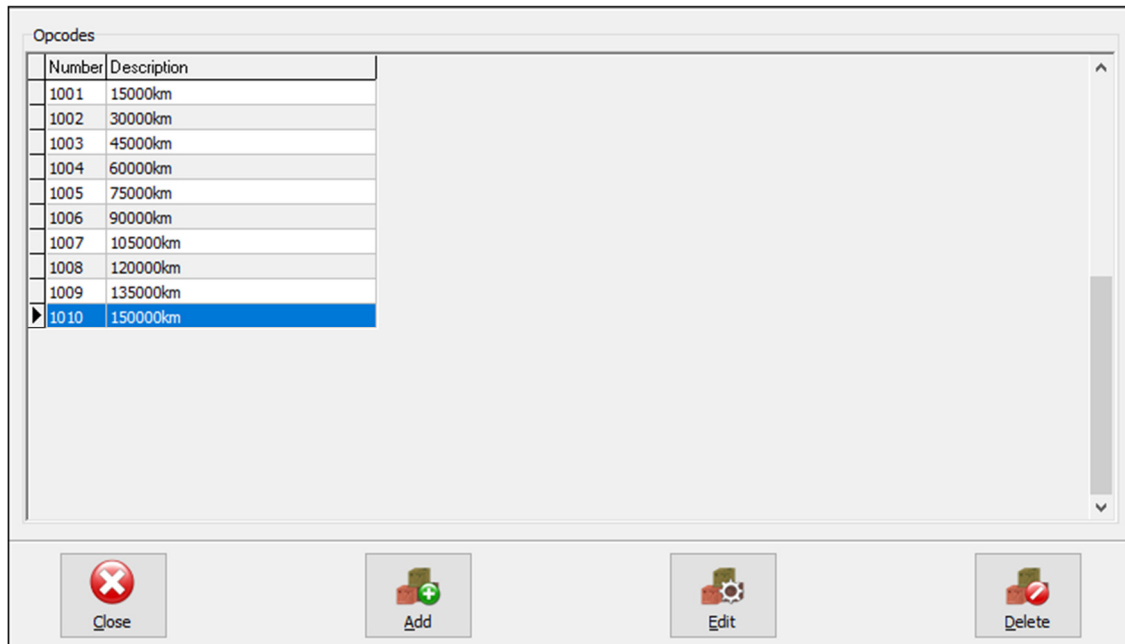 Opcodes
Number Description
1001 15000km
1002 30000km
1003 45000km
1004 60000km
1005 75000km
1006 90000km
1007 105000km
1008 120000km
1009 135000km
1010 150000km
Close Add Edit Delete